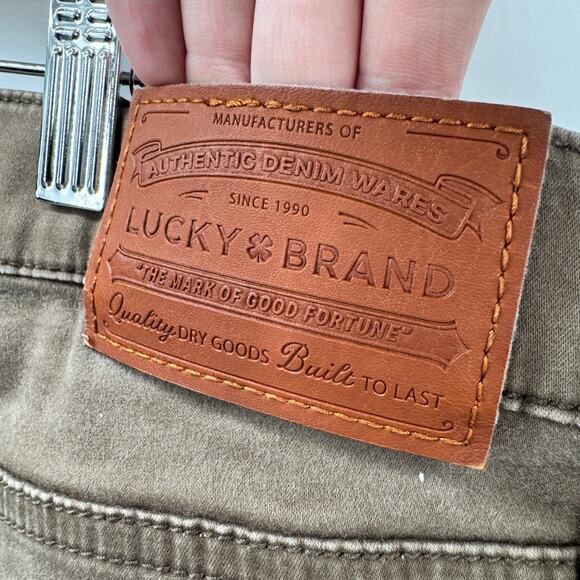 MANUFACTURERS OF
AUTHENTIC DENIM WARES
SINCE 1990
LUCKY BRAND
"THE MARK OF GOOD FORTUNE"
Quality DRY GOODS Built TO LAST